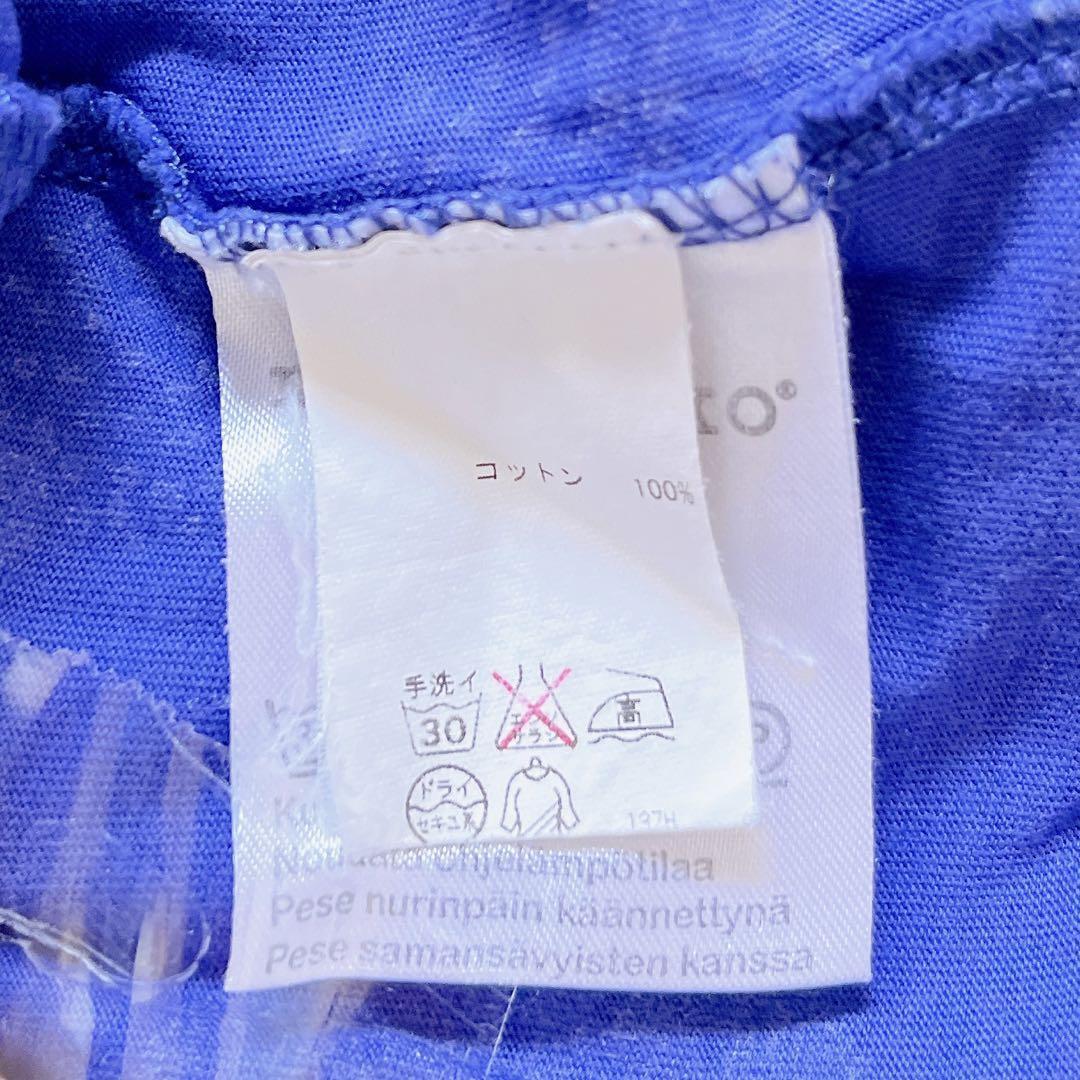 コットン 100%
手洗イ
30
高
ドライ
セキユ系
137H
ohjelämpötilaa
Pese nurinpäin käännettynä
Pese samansävyisten kanssa